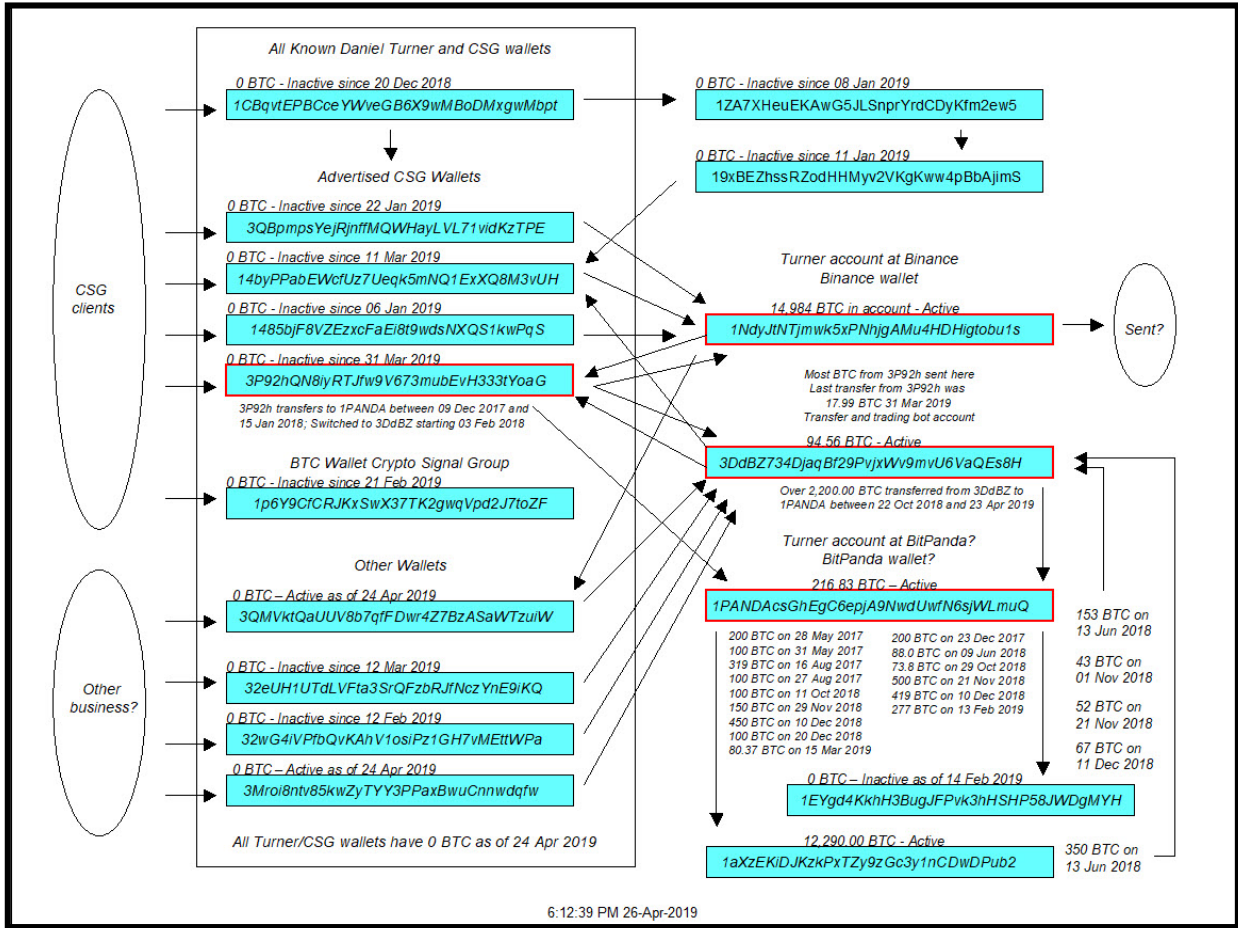 All Known Daniel Turner and CSG wallets
0 BTC - Inactive since 20 Dec 2018
1CBqvtEPBCceYWveGB6X9wMBoDMxgwMbpt
Advertised CSG Wallets
0 BTC - Inactive since 22 Jan 2019
3QBpmpsYejRjnffMQWHayLVL71vidKzTPE
0 BTC - Inactive since 11 Mar 2019
14byPPabEWcfUz7Ueqk5mNQ1ExXQ8M3vUH
0 BTC - Inactive since 06 Jan 2019
1485bjF8VZEzxcFaEi8t9wdsNXQS1kwPqS
0 BTC - Inactive since 31 Mar 2019
3P92hQN8iyRTJfw9V673mubEvH333tYoaG
3P92h transfers to 1PANDA between 09 Dec 2017 and
15 Jan 2018; Switched to 3DdBZ starting 03 Feb 2018
BTC Wallet Crypto Signal Group
0 BTC - Inactive since 21 Feb 2019
1p6Y9CfCRJKxSwX37TK2gwqVpd2J7toZF
Other Wallets
0 BTC – Active as of 24 Apr 2019
3QMVktQaUUV8b7qfFDwr4Z7BzASaWTzuiW
0 BTC - Inactive since 12 Mar 2019
32eUH1UTdLVFta3SrQFzbRJfNczYnE9iKQ
0 BTC - Inactive since 12 Feb 2019
32wG4iVPfbQvKAhV1osiPz1GH7vMEttWPa
0 BTC – Active as of 24 Apr 2019
3Mroi8ntv85kwZyTYY3PPaxBwuCnnwdqfw
All Turner/CSG wallets have 0 BTC as of 24 Apr 2019
CSG
clients
Other
business?
0 BTC - Inactive since 08 Jan 2019
1ZA7XHeuEKAwG5JLSnprYrdCDyKfm2ew5
0 BTC - Inactive since 11 Jan 2019
19xBEZhssRZodHHMyv2VKgKww4pBbAjimS
Turner account at Binance
Binance wallet
14,984 BTC in account - Active
1NdyJtNTjmwk5xPNhjgAMu4HDHigtobu1s
Sent?
Most BTC from 3P92h sent here
Last transfer from 3P92h was
17.99 BTC 31 Mar 2019
Transfer and trading bot account
94.56 BTC - Active
3DdBZ734DjaqBf29PvjxWv9mvU6VaQEs8H
Over 2,200.00 BTC transferred from 3DdBZ to
1PANDA between 22 Oct 2018 and 23 Apr 2019
Turner account at BitPanda?
BitPanda wallet?
216.83 BTC – Active
1PANDAcsGhEgC6epjA9NwdUwfN6sjWLmuQ
200 BTC on 28 May 2017
100 BTC on 31 May 2017
319 BTC on 16 Aug 2017
100 BTC on 27 Aug 2017
100 BTC on 11 Oct 2018
150 BTC on 29 Nov 2018
450 BTC on 10 Dec 2018
100 BTC on 20 Dec 2018
80.37 BTC on 15 Mar 2019
200 BTC on 23 Dec 2017
88.0 BTC on 09 Jun 2018
73.8 BTC on 29 Oct 2018
500 BTC on 21 Nov 2018
419 BTC on 10 Dec 2018
277 BTC on 13 Feb 2019
153 BTC on
13 Jun 2018
43 BTC on
01 Nov 2018
52 BTC on
21 Nov 2018
67 BTC on
11 Dec 2018
0 BTC – Inactive as of 14 Feb 2019
1EYgd4KkhH3BugJFPvk3hHSHP58JWDgMYH
12,290.00 BTC - Active
1aXzEKiDJKzkPxTZy9zGc3y1nCDwDPub2
350 BTC on
13 Jun 2018
6:12:39 PM 26-Apr-2019